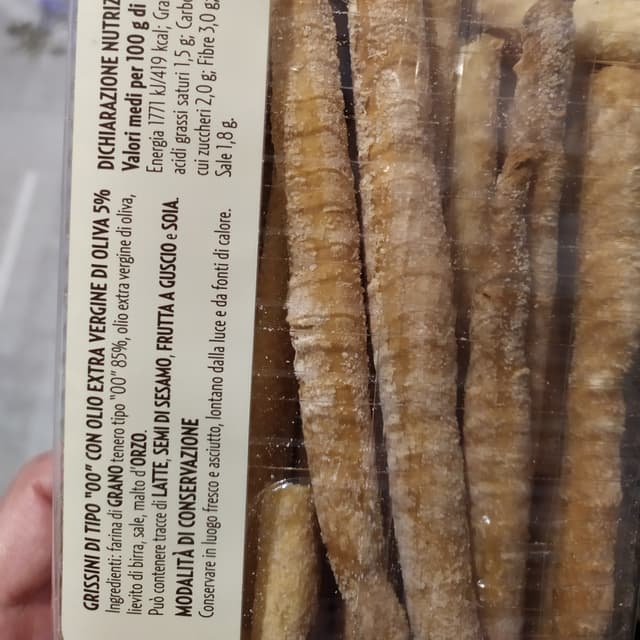 GRISSINI DI TIPO "00" CON OLIO EXTRA VERGINE DI OLIVA 5%
Ingredienti: farina di GRANO tenero tipo "00" 85%, olio extra vergine di oliva,
lievito di birra, sale, malto d'ORZO.
Può contenere tracce di LATTE, SEMI DI SESAMO, FRUTTA A GUSCIO e SOIA.
MODALITÀ DI CONSERVAZIONE
Conservare in luogo fresco e asciutto, lontano dalla luce e da fonti di calore.
DICHIARAZIONE NUTRIZ
Valori medi per 100 g di
Energia 1771 kJ/419 kcal; Gra
acidi grassi saturi 1,5 g; Carbo
cui zuccheri 2,0 g; Fibre 3,0 g;
Sale 1,8 g.